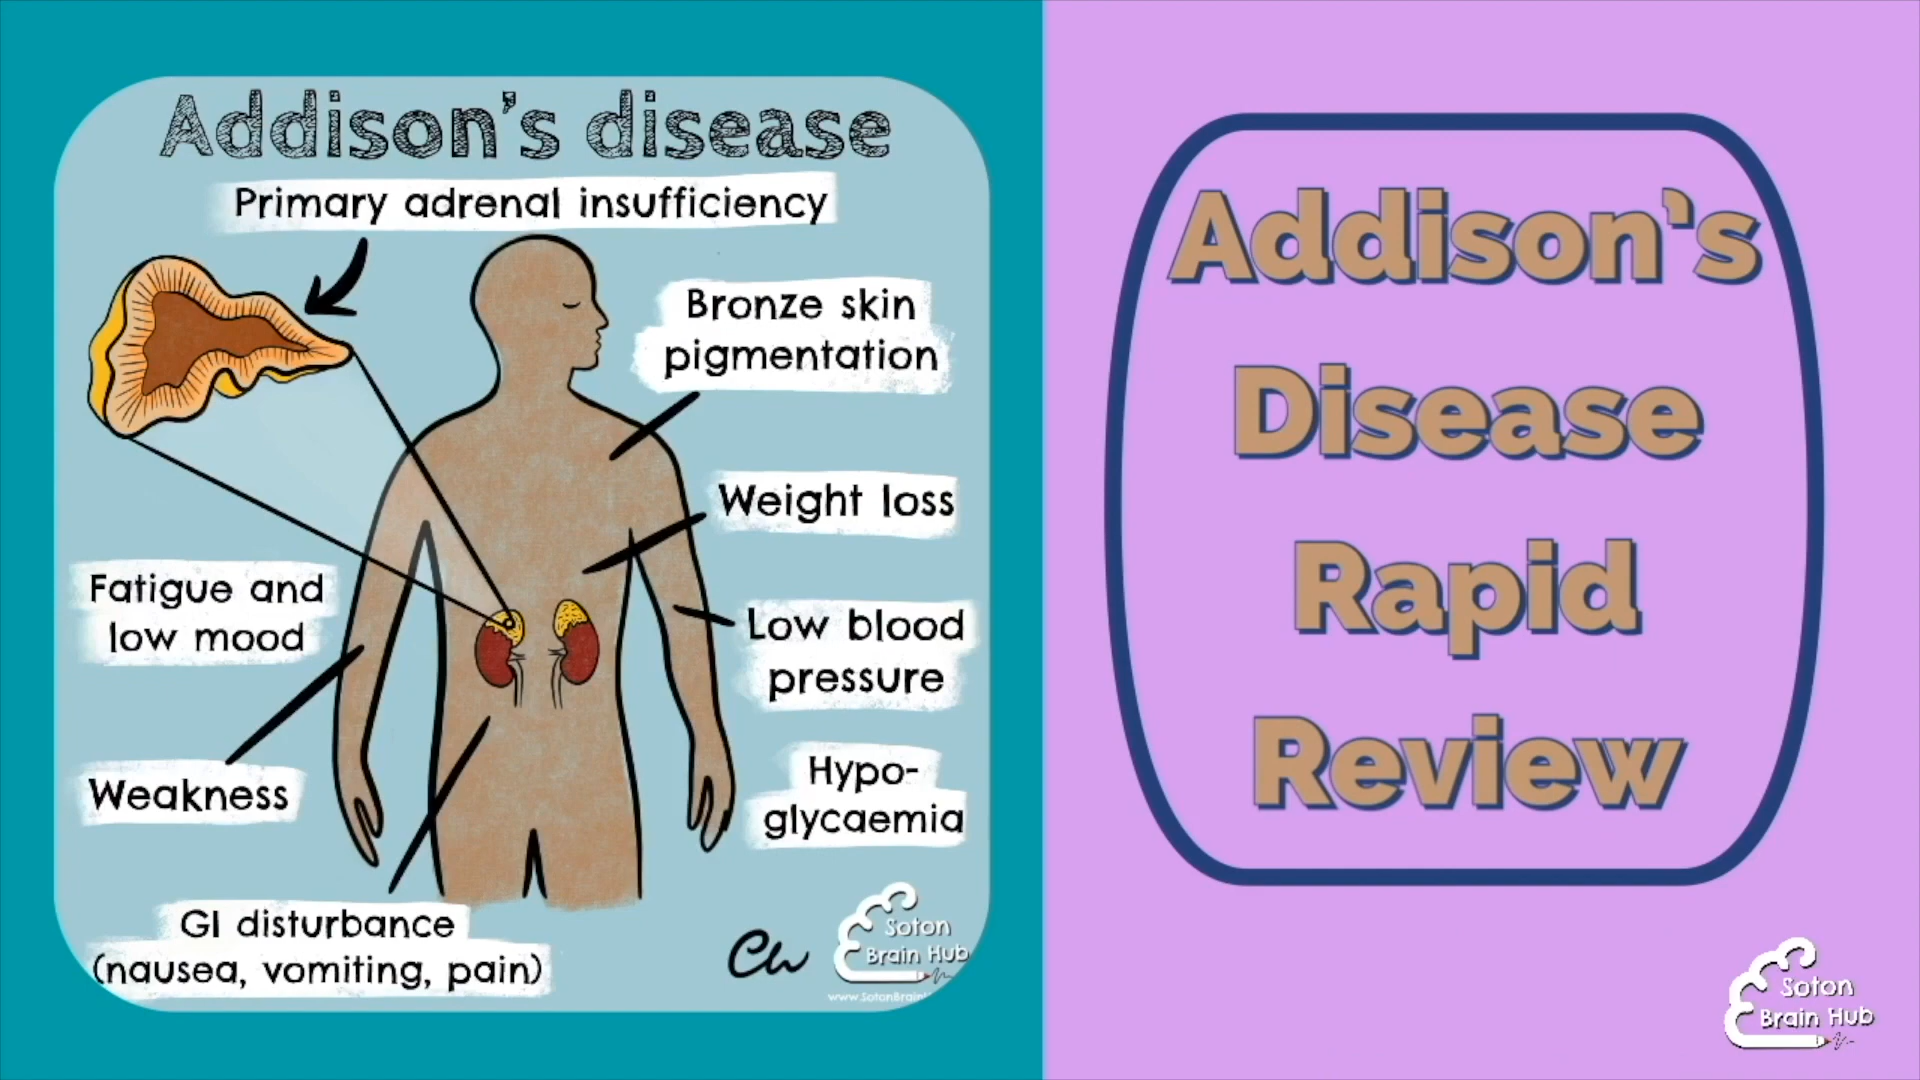 Addison's disease
Primary adrenal insufficiency
Bronze skin
pigmentation
Weight loss
Fatigue and
low mood
Low blood
pressure
Weakness
Hypo-
glycaemia
GI disturbance
(nausea, vomiting, pain)
Soton
Brain Hub
Addison's
Disease
Rapid
Review
Soton
Brain Hub